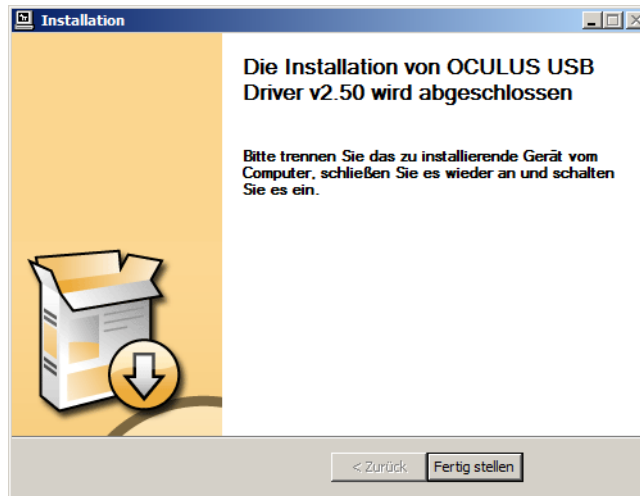 Installation
Die Installation von OCULUS USB
Driver v2.50 wird abgeschlossen
Bitte trennen Sie das zu installierende Gerät vom
Computer, schließen Sie es wieder an und schalten
Sie es ein.
< Zurück
Fertig stellen